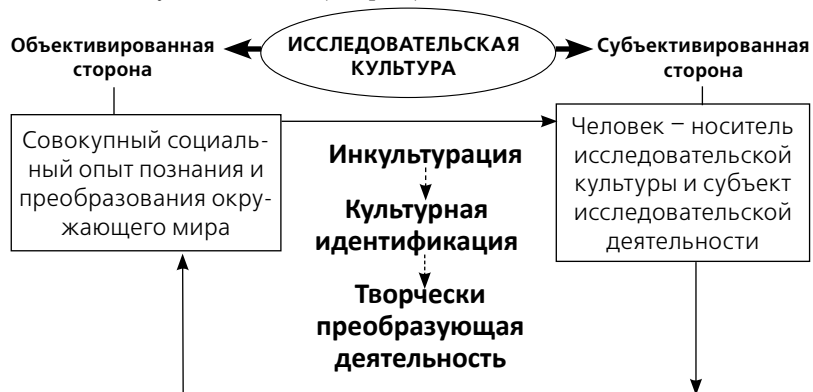 ИССЛЕДОВАТЕЛЬСКАЯ
КУЛЬТУРА
Объективированная
сторона
Субъективированная
сторона
Совокупный социаль-
ный опыт познания и
преобразования окру-
жающего мира
Инкультурация
Культурная
идентификация
Творчески
преобразующая
деятельность
Человек – носитель
исследовательской
культуры и субъект
исследовательской
деятельности